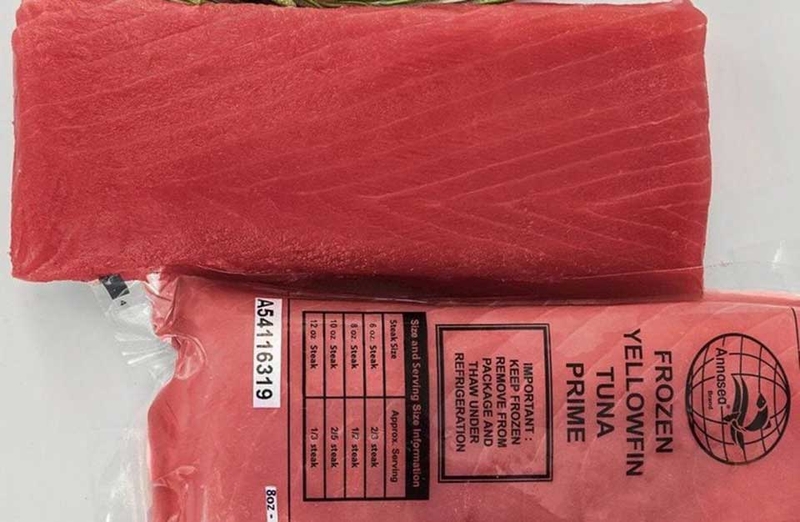 Annasea
Brand
FROZEN
YELLOWFIN
TUNA
PRIME
IMPORTANT :
KEEP FROZEN
REMOVE FROM
PACKAGE AND
THAW UNDER
REFRIGERATION
Size and Serving Size Information
Steak Size Approx. Serving
6 oz. Steak 2/3 steak
8 oz. Steak 1/2 steak
10 oz. Steak 2/5 steak
12 oz. Steak 1/3 steak
A54116319
8oz -
4